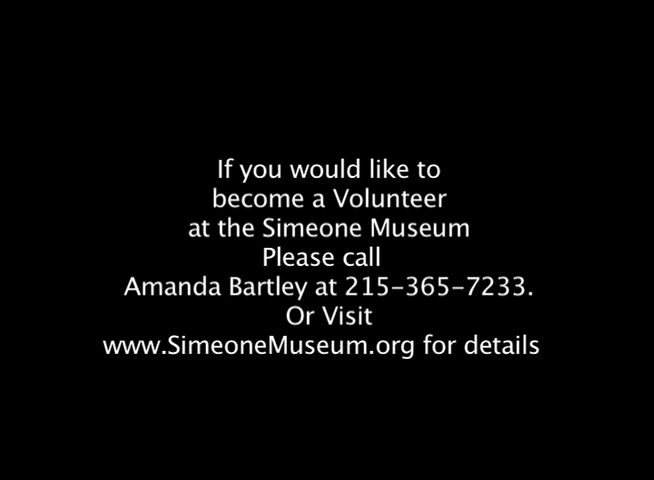 If you would like to
become a Volunteer
at the Simeone Museum
Please call
Amanda Bartley at 215-365-7233.
Or Visit
www.SimeoneMuseum.org for details